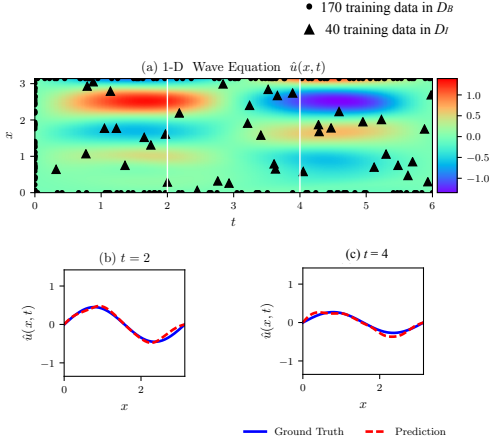 170 training data in D_B
40 training data in D_I
(a) 1-D Wave Equation û(x, t)
3
2
1
0
x
0 1 2 3 4 5 6
t
1.0
0.5
0.0
−0.5
−1.0
(b) t = 2
1
0
−1
û(x, t)
0 2
x
(c) t = 4
1
0
−1
û(x, t)
0 2
x
Ground Truth Prediction